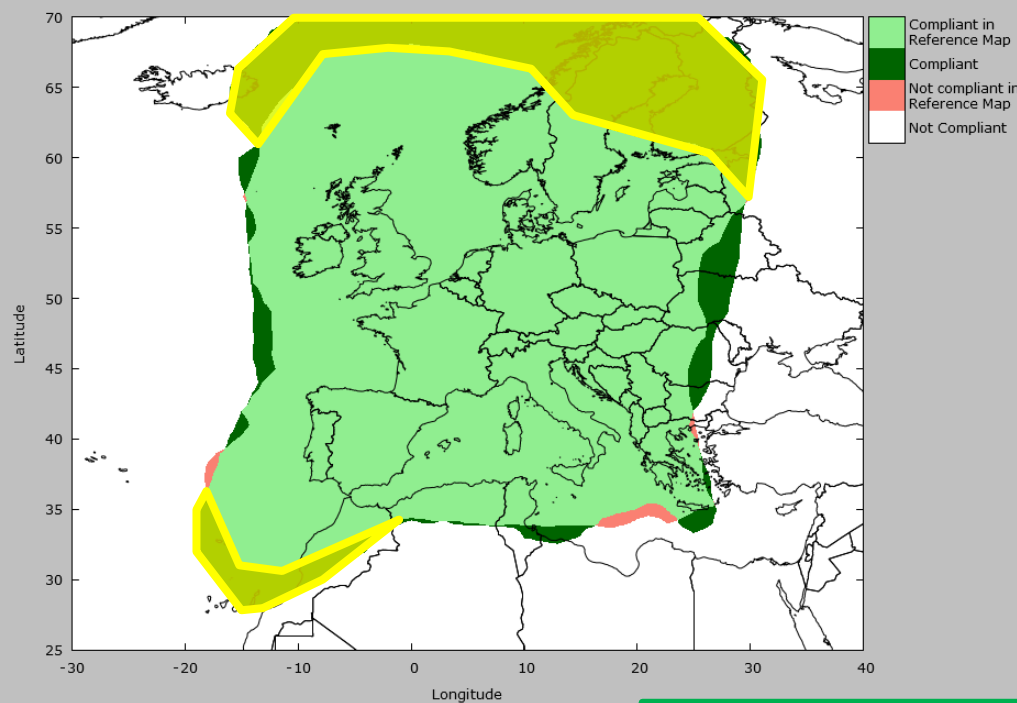 70
65
60
55
50
45
40
35
30
25
Latitude
-30
-20
-10
0
10
20
30
40
Longitude
Compliant in
Reference Map
Compliant
Not compliant in
Reference Map
Not Compliant